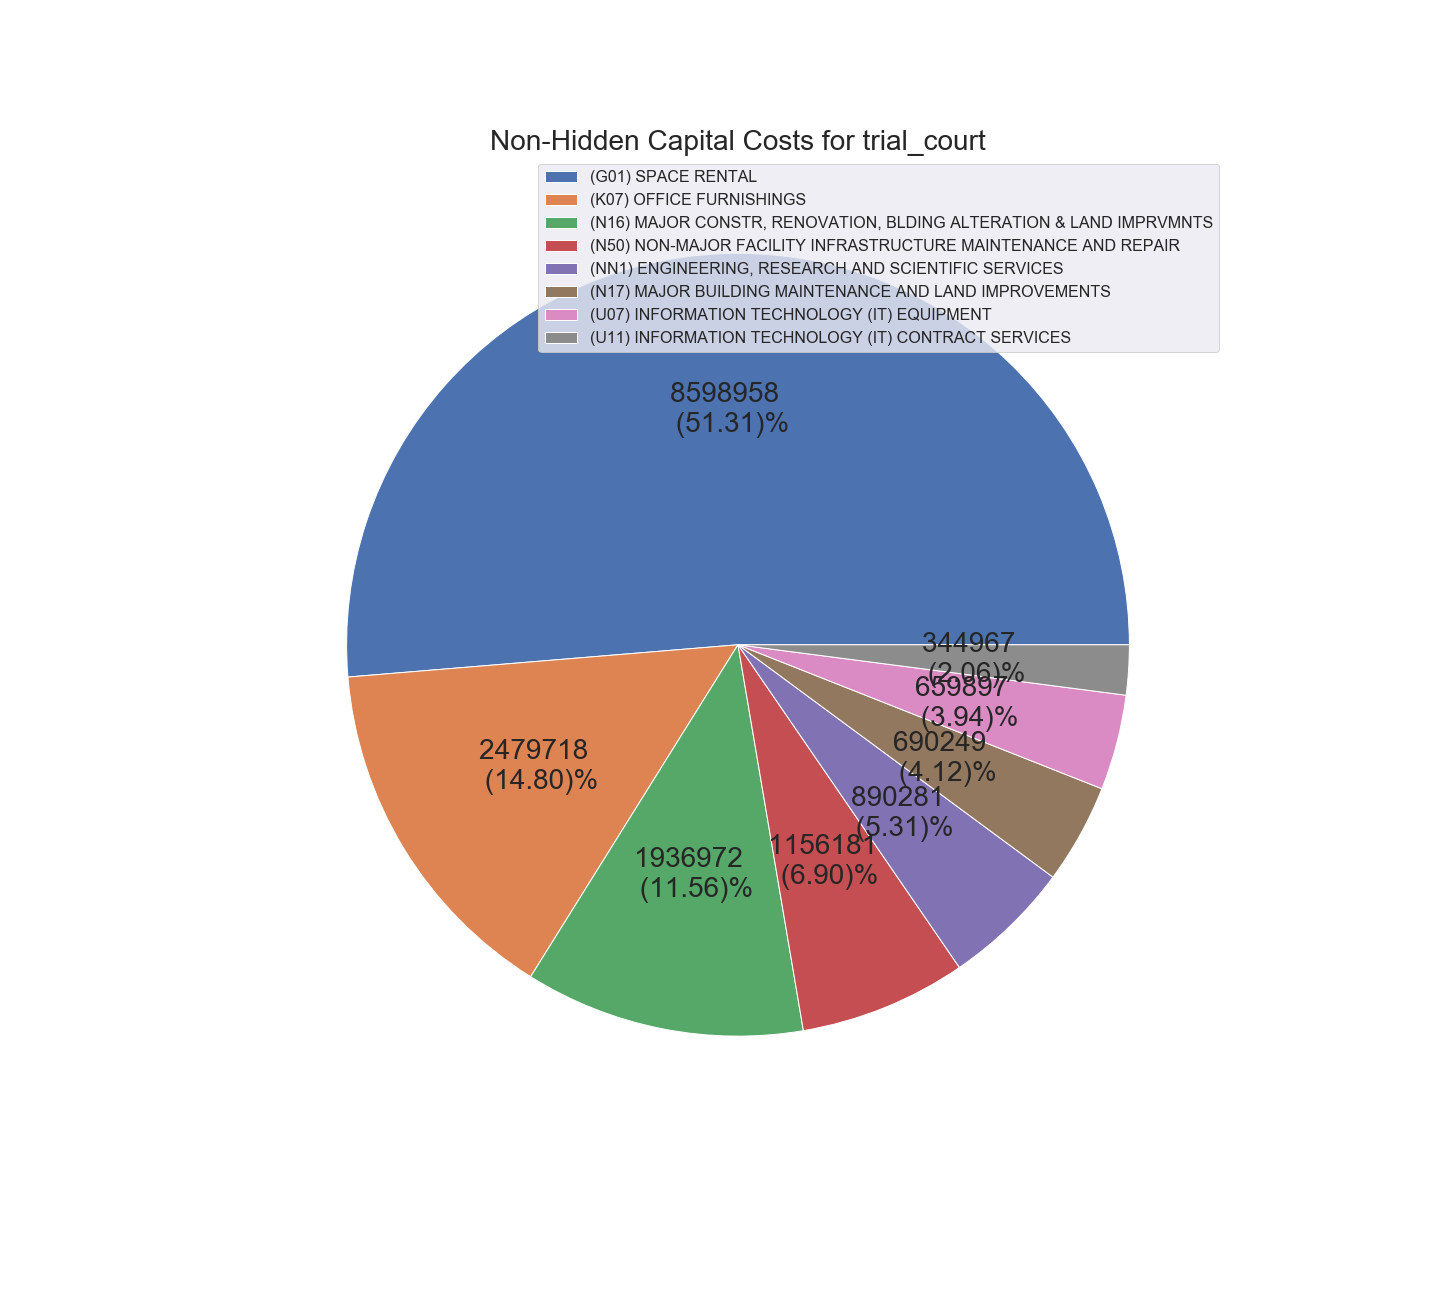 Non-Hidden Capital Costs for trial_court
(G01) SPACE RENTAL
(K07) OFFICE FURNISHINGS
(N16) MAJOR CONSTR, RENOVATION, BLDING ALTERATION & LAND IMPRVMNTS
(N50) NON-MAJOR FACILITY INFRASTRUCTURE MAINTENANCE AND REPAIR
(NN1) ENGINEERING, RESEARCH AND SCIENTIFIC SERVICES
(N17) MAJOR BUILDING MAINTENANCE AND LAND IMPROVEMENTS
(U07) INFORMATION TECHNOLOGY (IT) EQUIPMENT
(U11) INFORMATION TECHNOLOGY (IT) CONTRACT SERVICES
8598958
(51.31)%
344967
(2.06)%
659897
(3.94)%
690249
(4.12)%
890281
(5.31)%
1156181
(6.90)%
1936972
(11.56)%
2479718
(14.80)%